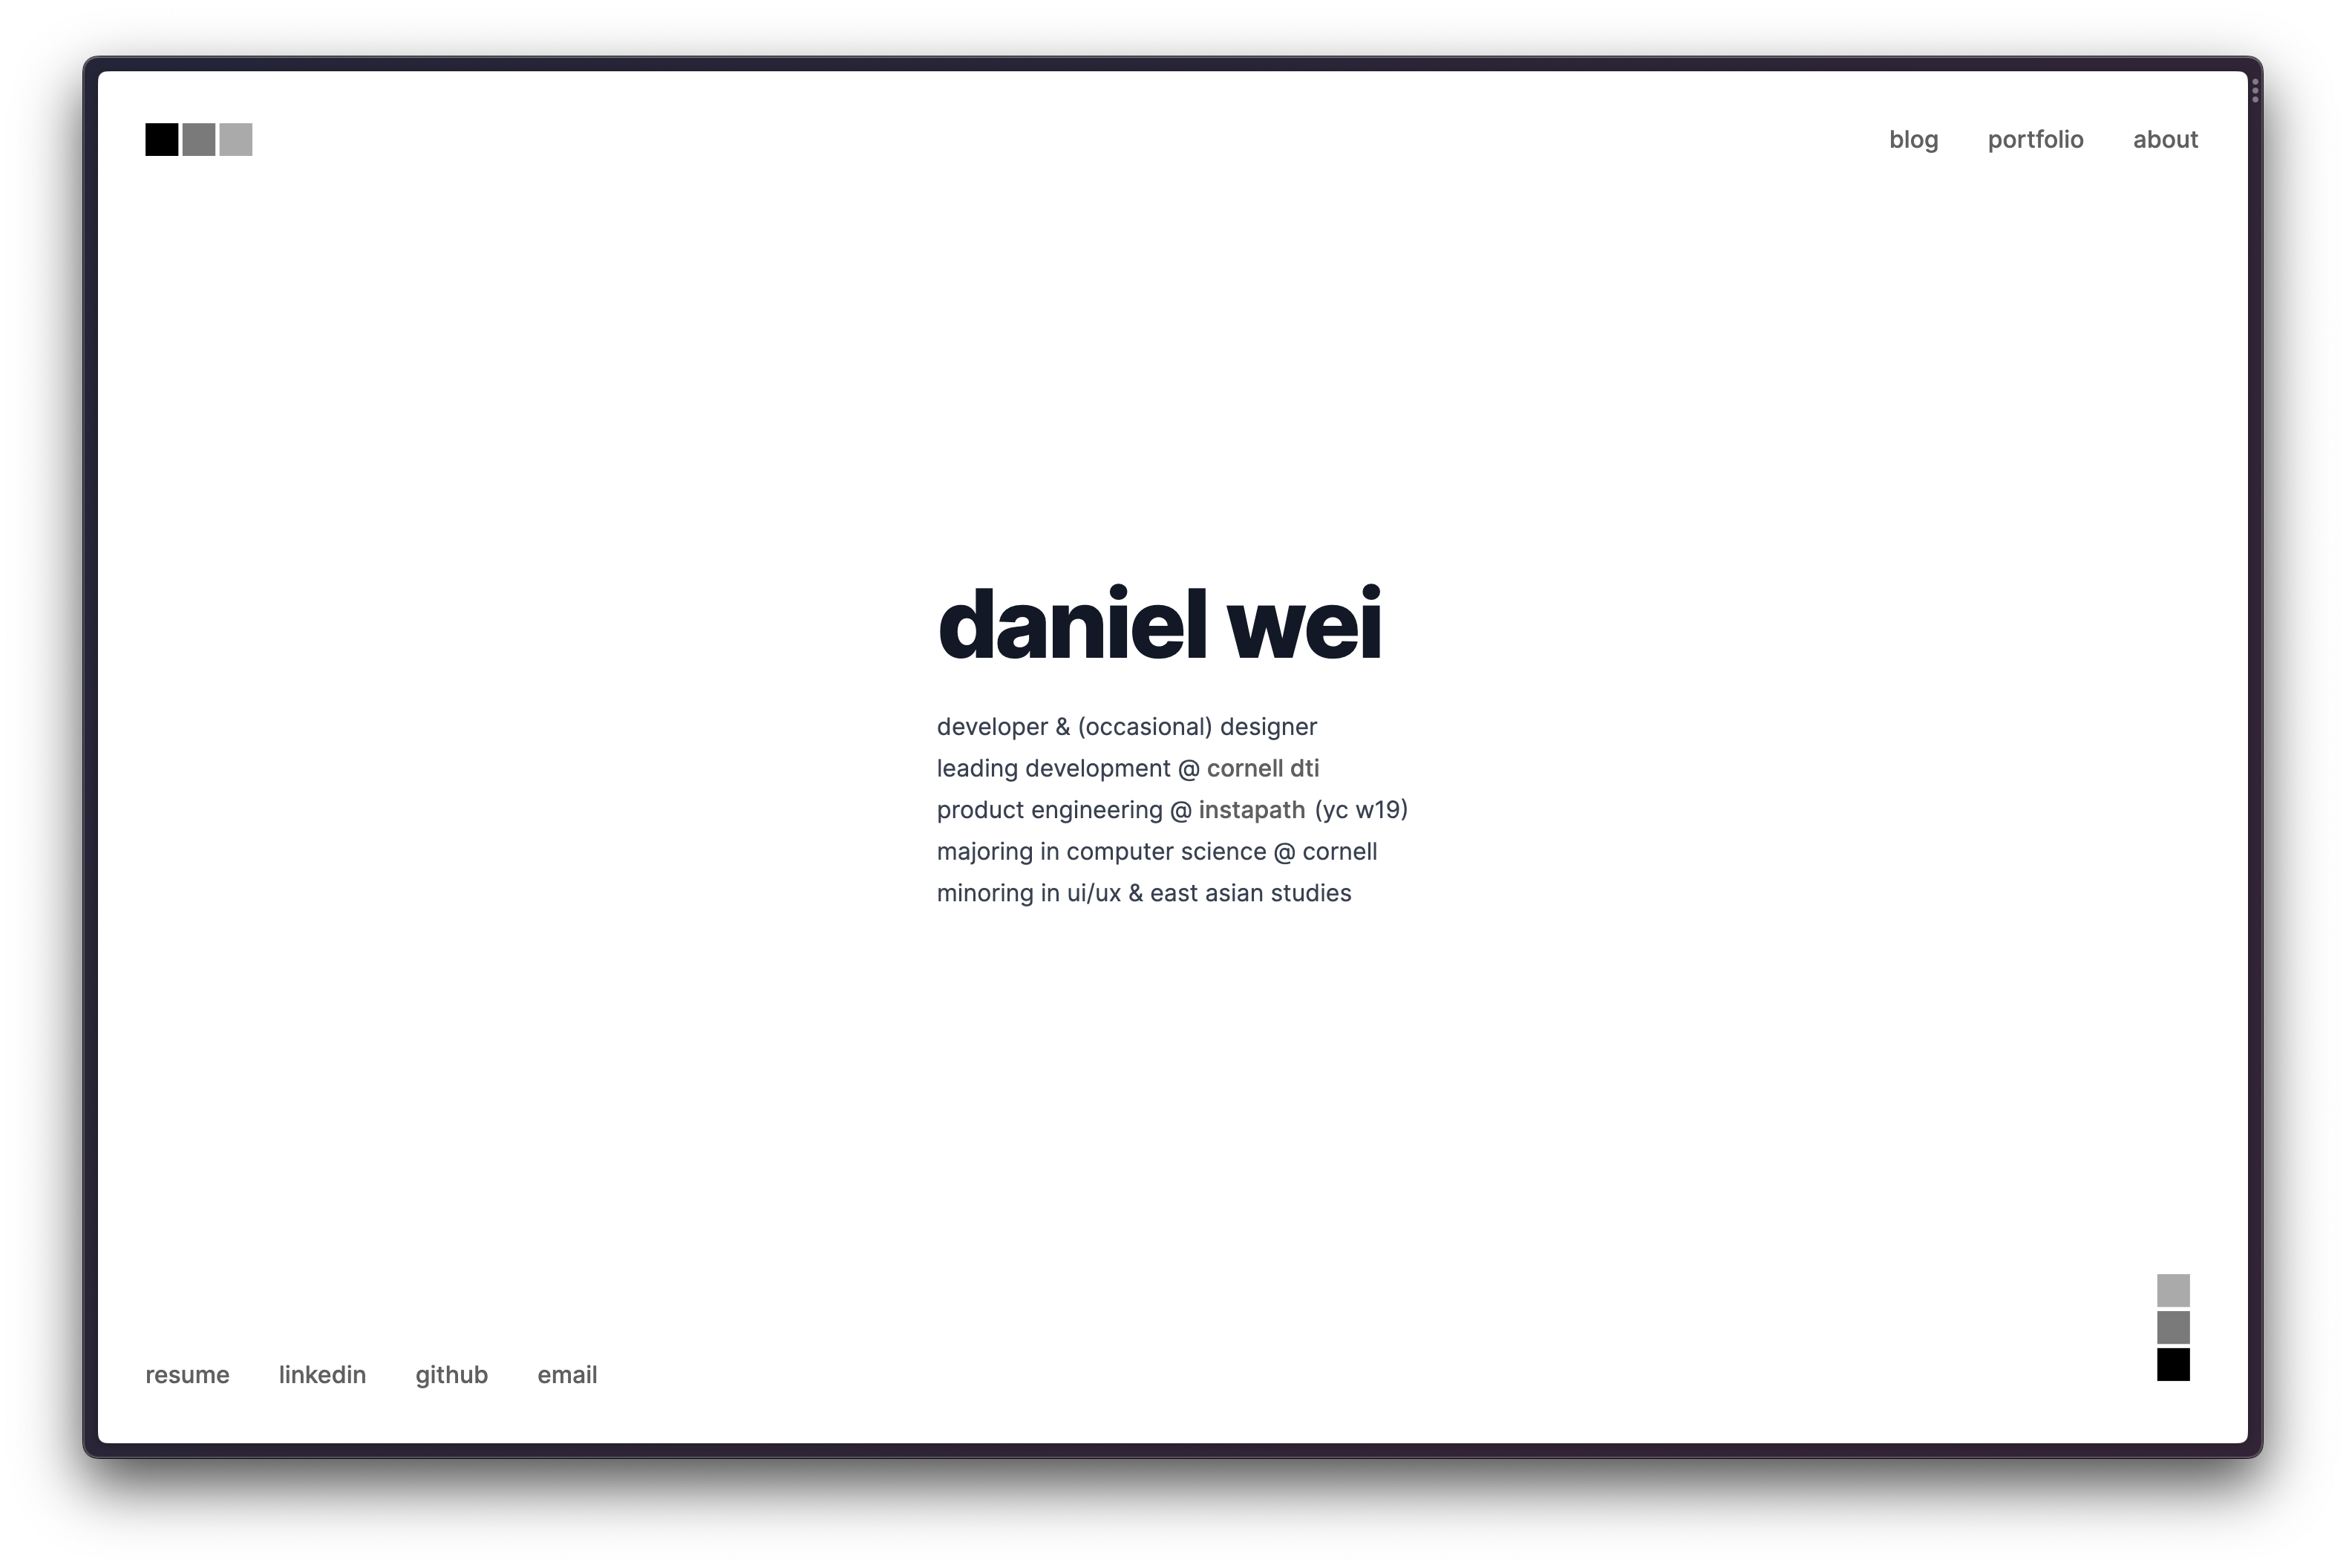 blog portfolio about
daniel wei
developer & (occasional) designer
leading development @ cornell dti
product engineering @ instapath (yc w19)
majoring in computer science @ cornell
minoring in ui/ux & east asian studies
resume linkedin github email